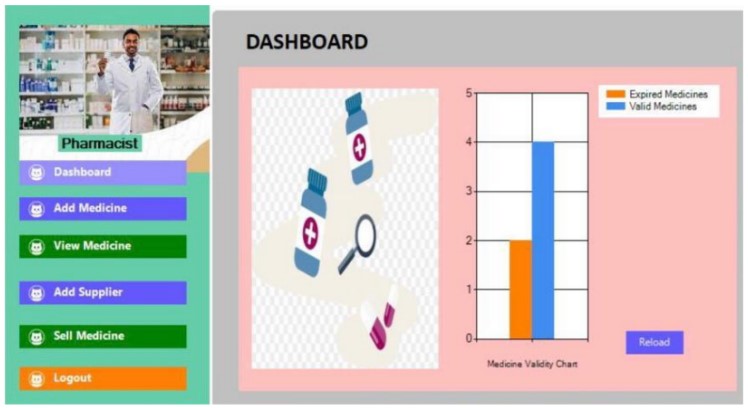 Pharmacist
Dashboard
Add Medicine
View Medicine
Add Supplier
Sell Medicine
Logout
DASHBOARD
5
4
3
2
1
0
Medicine Validity Chart
Expired Medicines
Valid Medicines
Reload